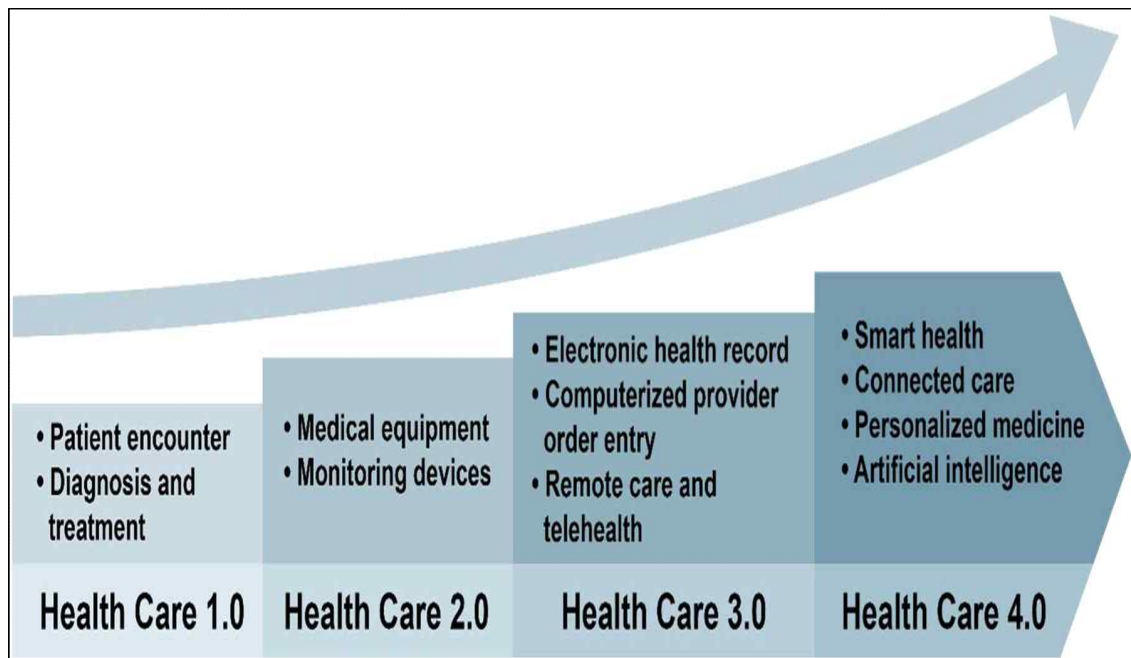 • Patient encounter
• Diagnosis and
treatment
Health Care 1.0
• Medical equipment
• Monitoring devices
Health Care 2.0
• Electronic health record
• Computerized provider
order entry
• Remote care and
telehealth
Health Care 3.0
• Smart health
• Connected care
• Personalized medicine
• Artificial intelligence
Health Care 4.0